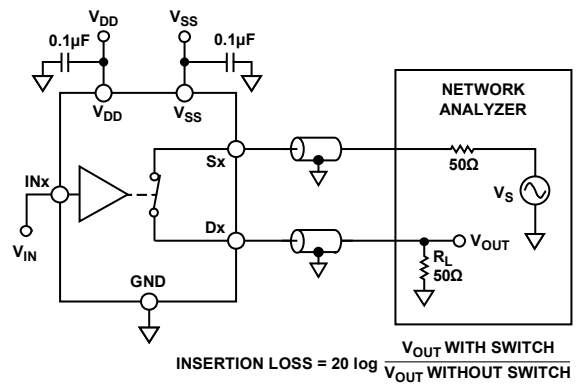 VDD
VSS
0.1µF
0.1µF
VDD
VSS
NETWORK
ANALYZER
Sx
50Ω
INx
VS
Dx
VOUT
VIN
RL
50Ω
GND
INSERTION LOSS = 20 log VOUT WITH SWITCH
VOUT WITHOUT SWITCH